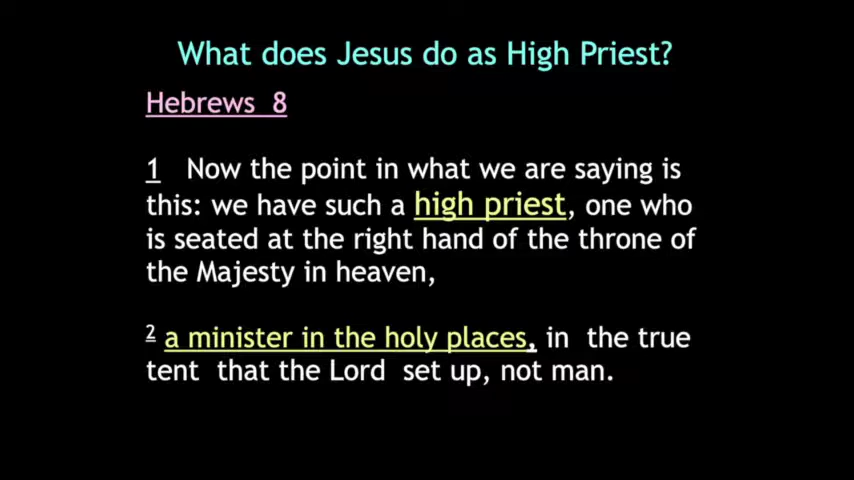 What does Jesus do as High Priest?
Hebrews 8
1 Now the point in what we are saying is
this: we have such a high priest, one who
is seated at the right hand of the throne of
the Majesty in heaven,
2 a minister in the holy places, in the true
tent that the Lord set up, not man.